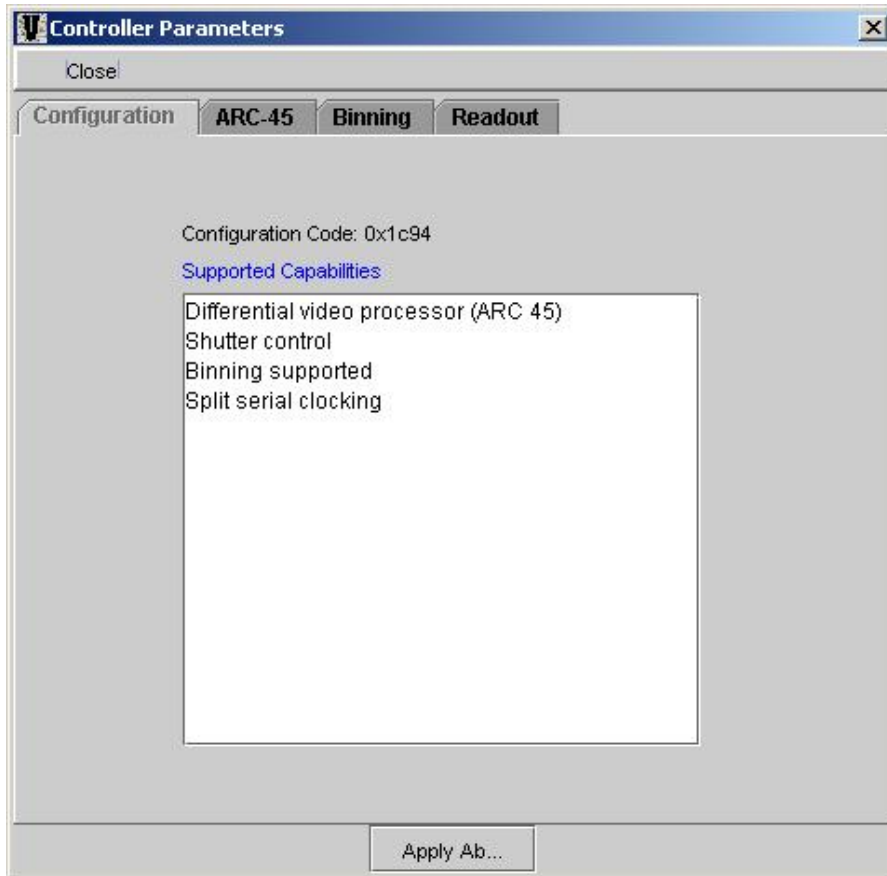 Controller Parameters
Close
Configuration ARC-45 Binning Readout
Configuration Code: 0x1c94
Supported Capabilities
Differential video processor (ARC 45)
Shutter control
Binning supported
Split serial clocking
Apply Ab...